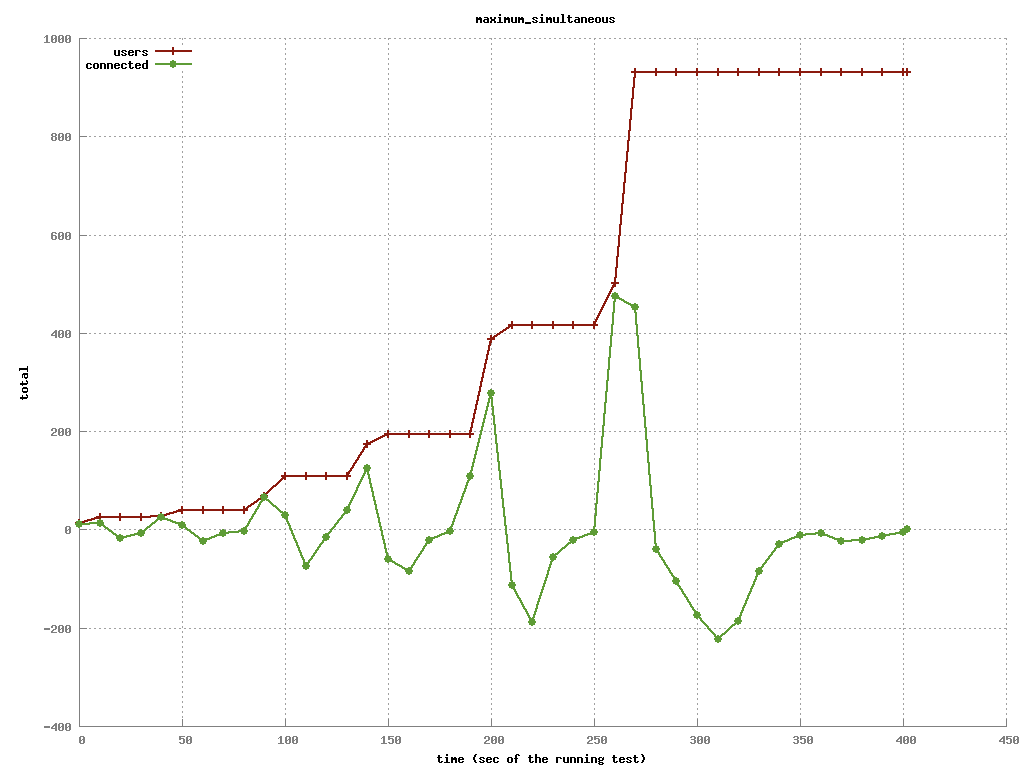 maximum_simultaneous
1000
users
connected
800
600
400
total
200
0
-200
-400
0 50 100 150 200 250 300 350 400 450
time (sec of the running test)